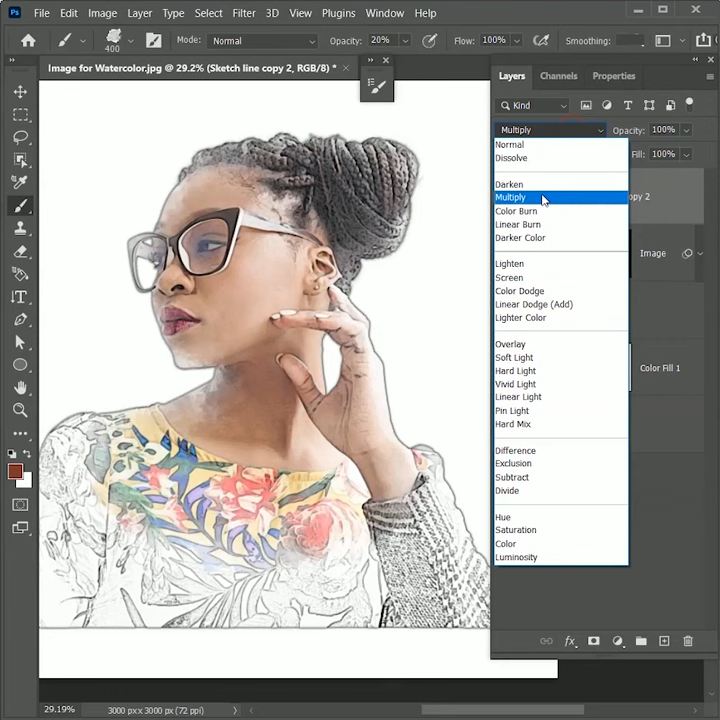 Ps File Edit Image Layer Type Select Filter 3D View Plugins Window Help
400 Mode: Normal Opacity: 20% Flow: 100% Smoothing:
Image for Watercolor.jpg @ 29.2% (Sketch line copy 2, RGB/8) * ×
Layers Channels Properties
Kind
Multiply Opacity: 100%
Fill: 100%
Normal
Dissolve
Darken
Multiply
Color Burn
Linear Burn
Darker Color
Lighten
Screen
Color Dodge
Linear Dodge (Add)
Lighter Color
Overlay
Soft Light
Hard Light
Vivid Light
Linear Light
Pin Light
Hard Mix
Difference
Exclusion
Subtract
Divide
Hue
Saturation
Color
Luminosity
opy 2
Image
Color Fill 1
fx
29.19% 3000 px x 3000 px (72 ppi)